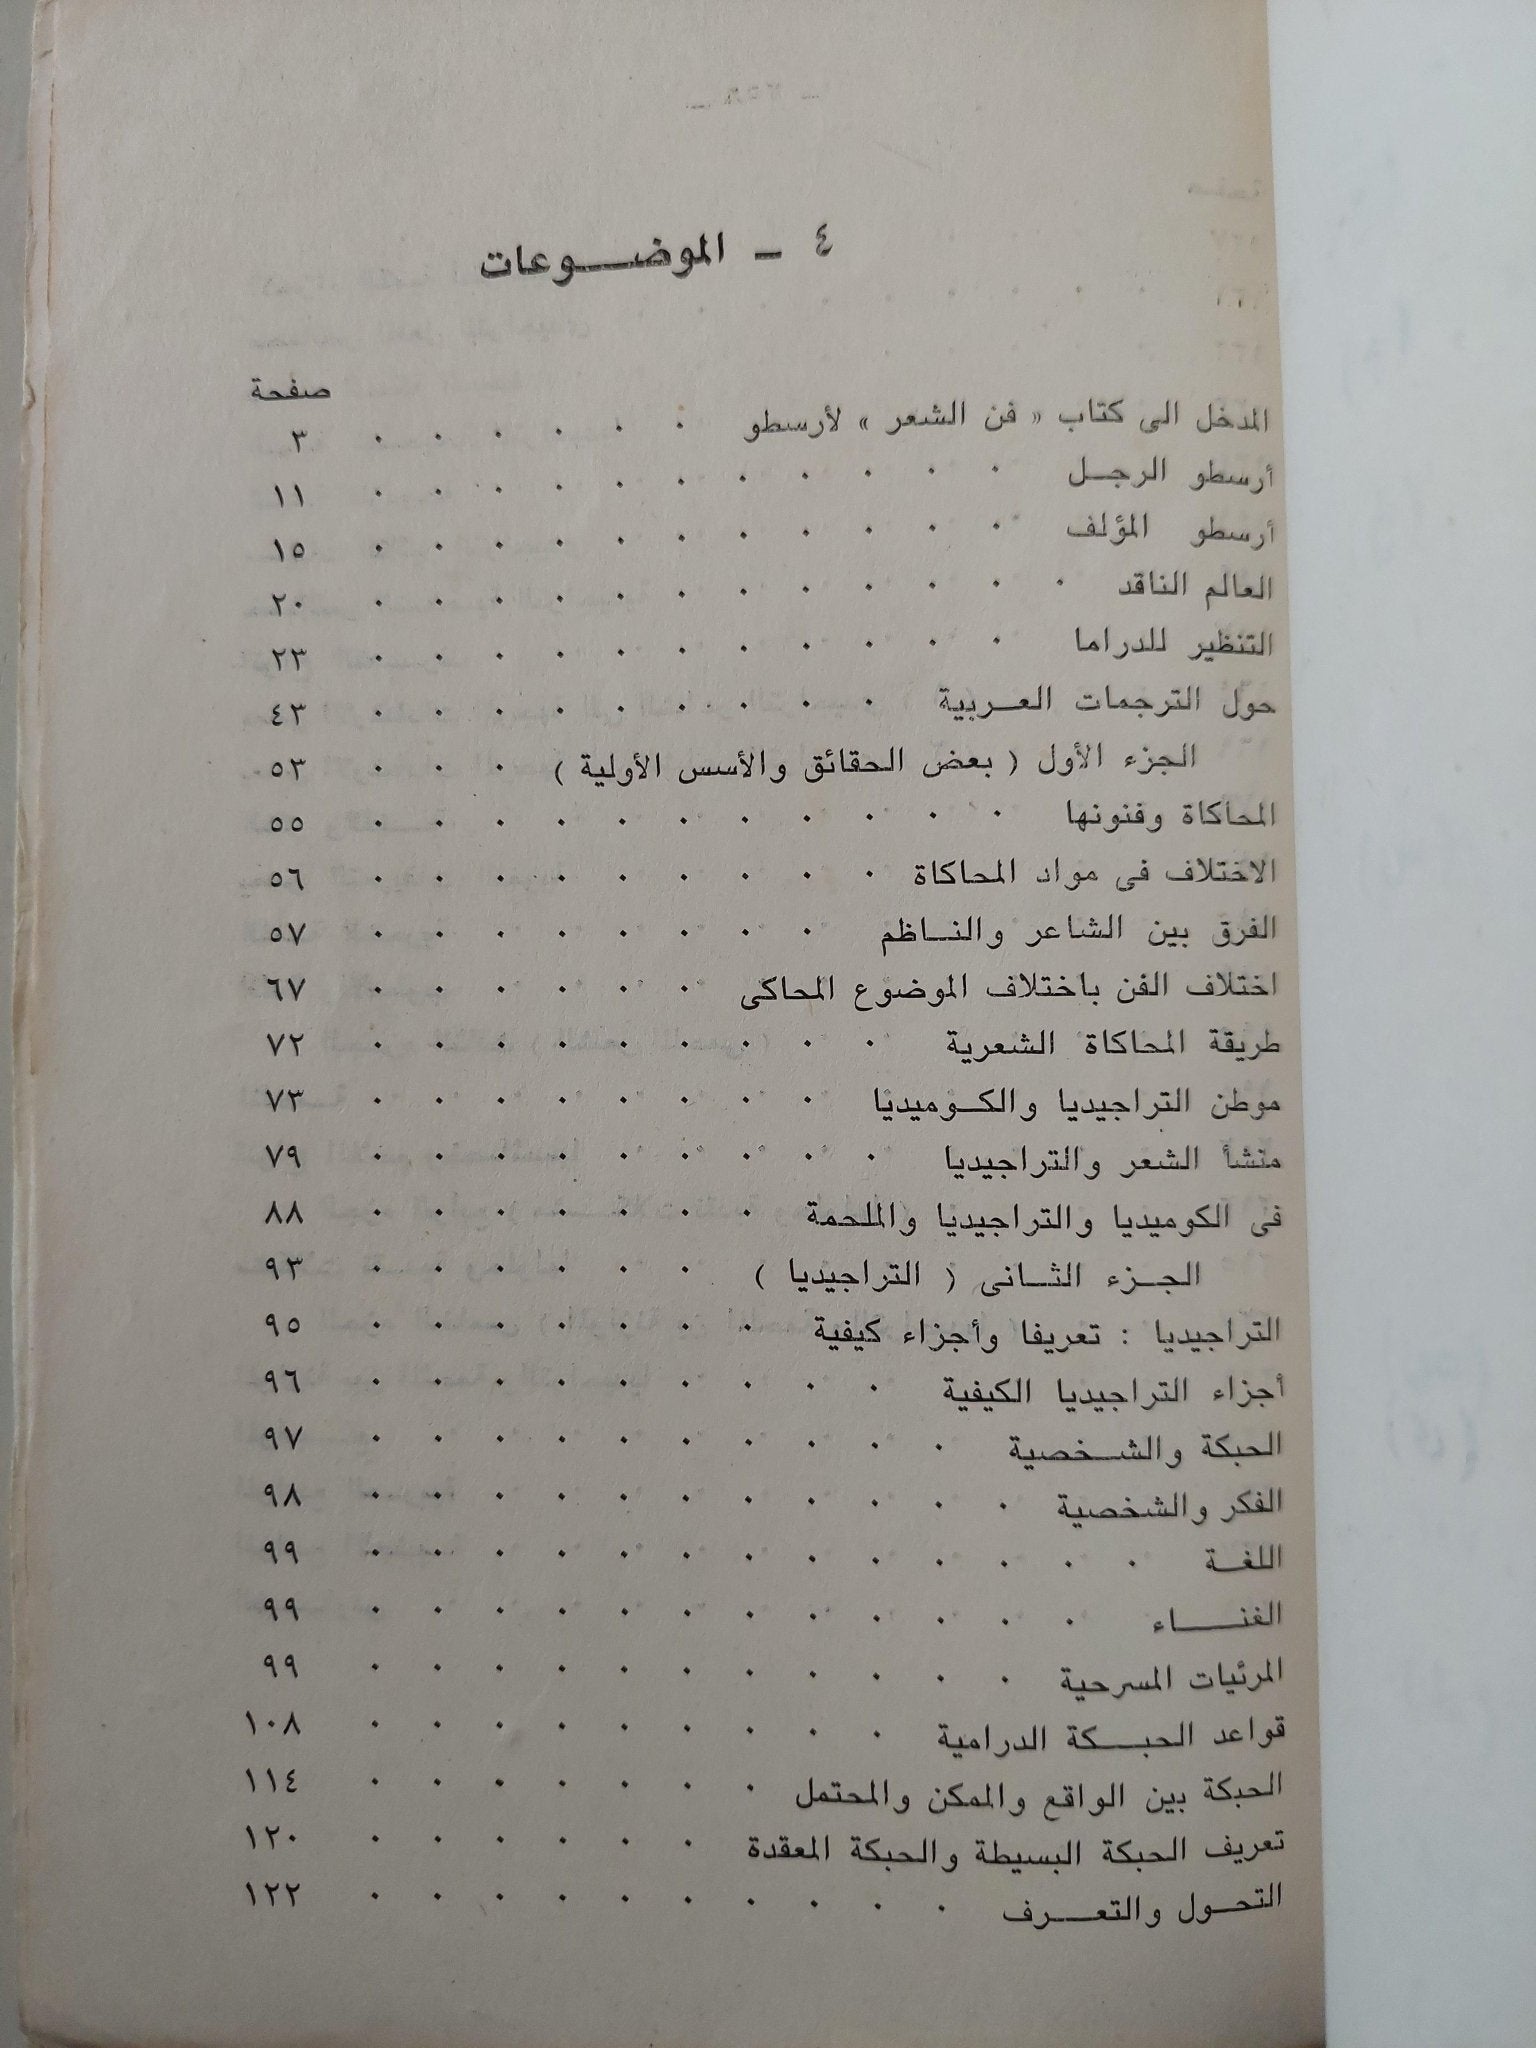 ٤ - الموضوعات
صفحة
المدخل الى كتاب « فن الشعر » لأرسطو ٣
أرسطو الرجل ١١
أرسطو المؤلف ١٥
العالم الناقد ٢٠
التنظير للدراما ٢٣
حول الترجمات العربية ٤٣
الجزء الأول ( بعض الحقائق والأسس الأولية ) ٥٣
المحاكاة وفنونها ٥٥
الاختلاف فى مواد المحاكاة ٥٦
الفرق بين الشاعر والناظم ٥٧
اختلاف الفن باختلاف الموضوع المحاكى ٦٧
طريقة المحاكاة الشعرية ٧٢
موطن التراجيديا والكوميديا ٧٣
منشأ الشعر والتراجيديا ٧٩
فى الكوميديا والتراجيديا والملحمة ٨٨
الجزء الثانى ( التراجيديا ) ٩٣
التراجيديا : تعريفا وأجزاء كيفية ٩٥
أجزاء التراجيديا الكيفية ٩٦
الحبكة والشخصية ٩٧
الفكر والشخصية ٩٨
اللغة ٩٩
الغناء ٩٩
المرئيات المسرحية ٩٩
قواعد الحبكة الدرامية ١٠٨
الحبكة بين الواقع والممكن والمحتمل ١١٤
تعريف الحبكة البسيطة والحبكة المعقدة ١٢٠
التحول والتعرف ١٢٢